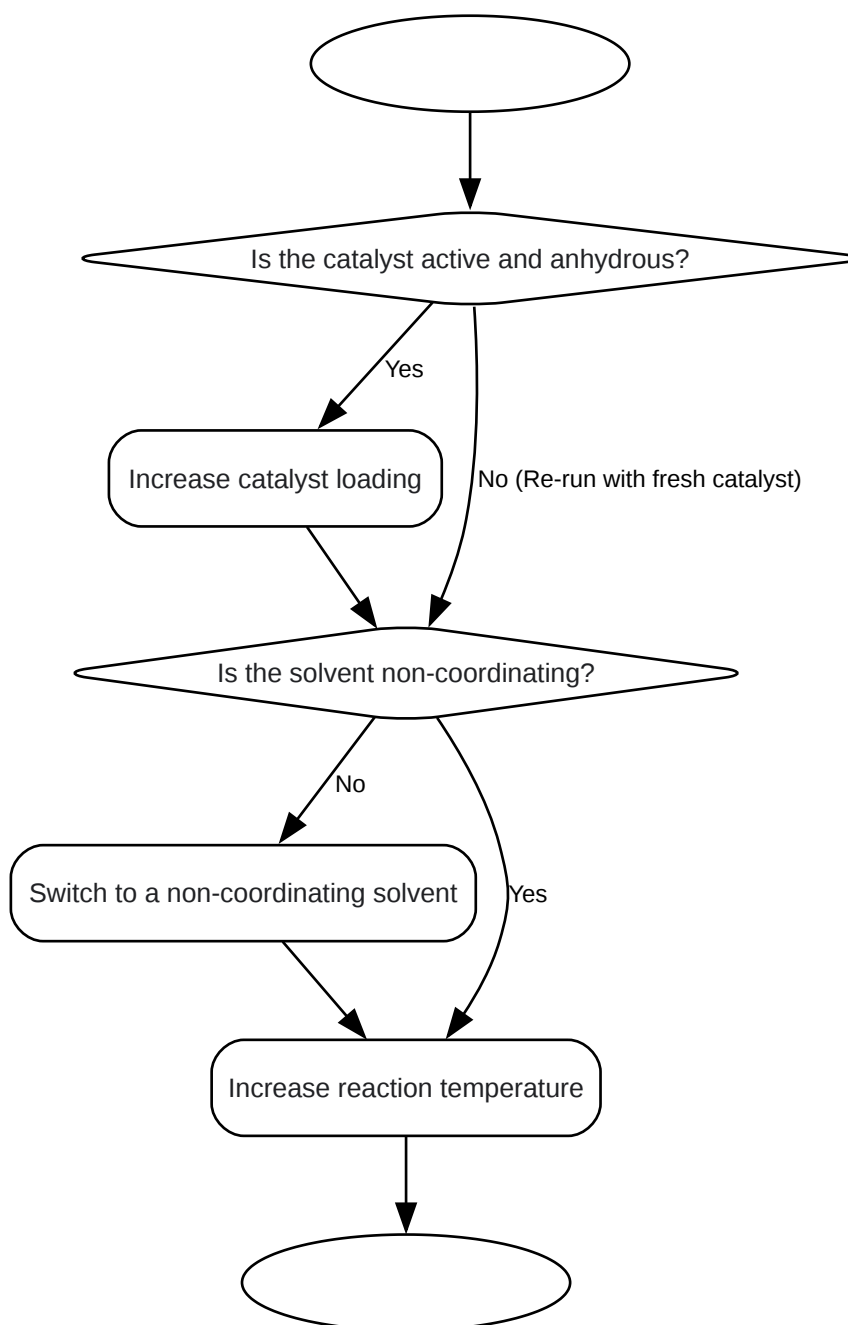 Is the catalyst active and anhydrous?
Yes
Increase catalyst loading
No (Re-run with fresh catalyst)
Is the solvent non-coordinating?
No
Switch to a non-coordinating solvent
Yes
Increase reaction temperature